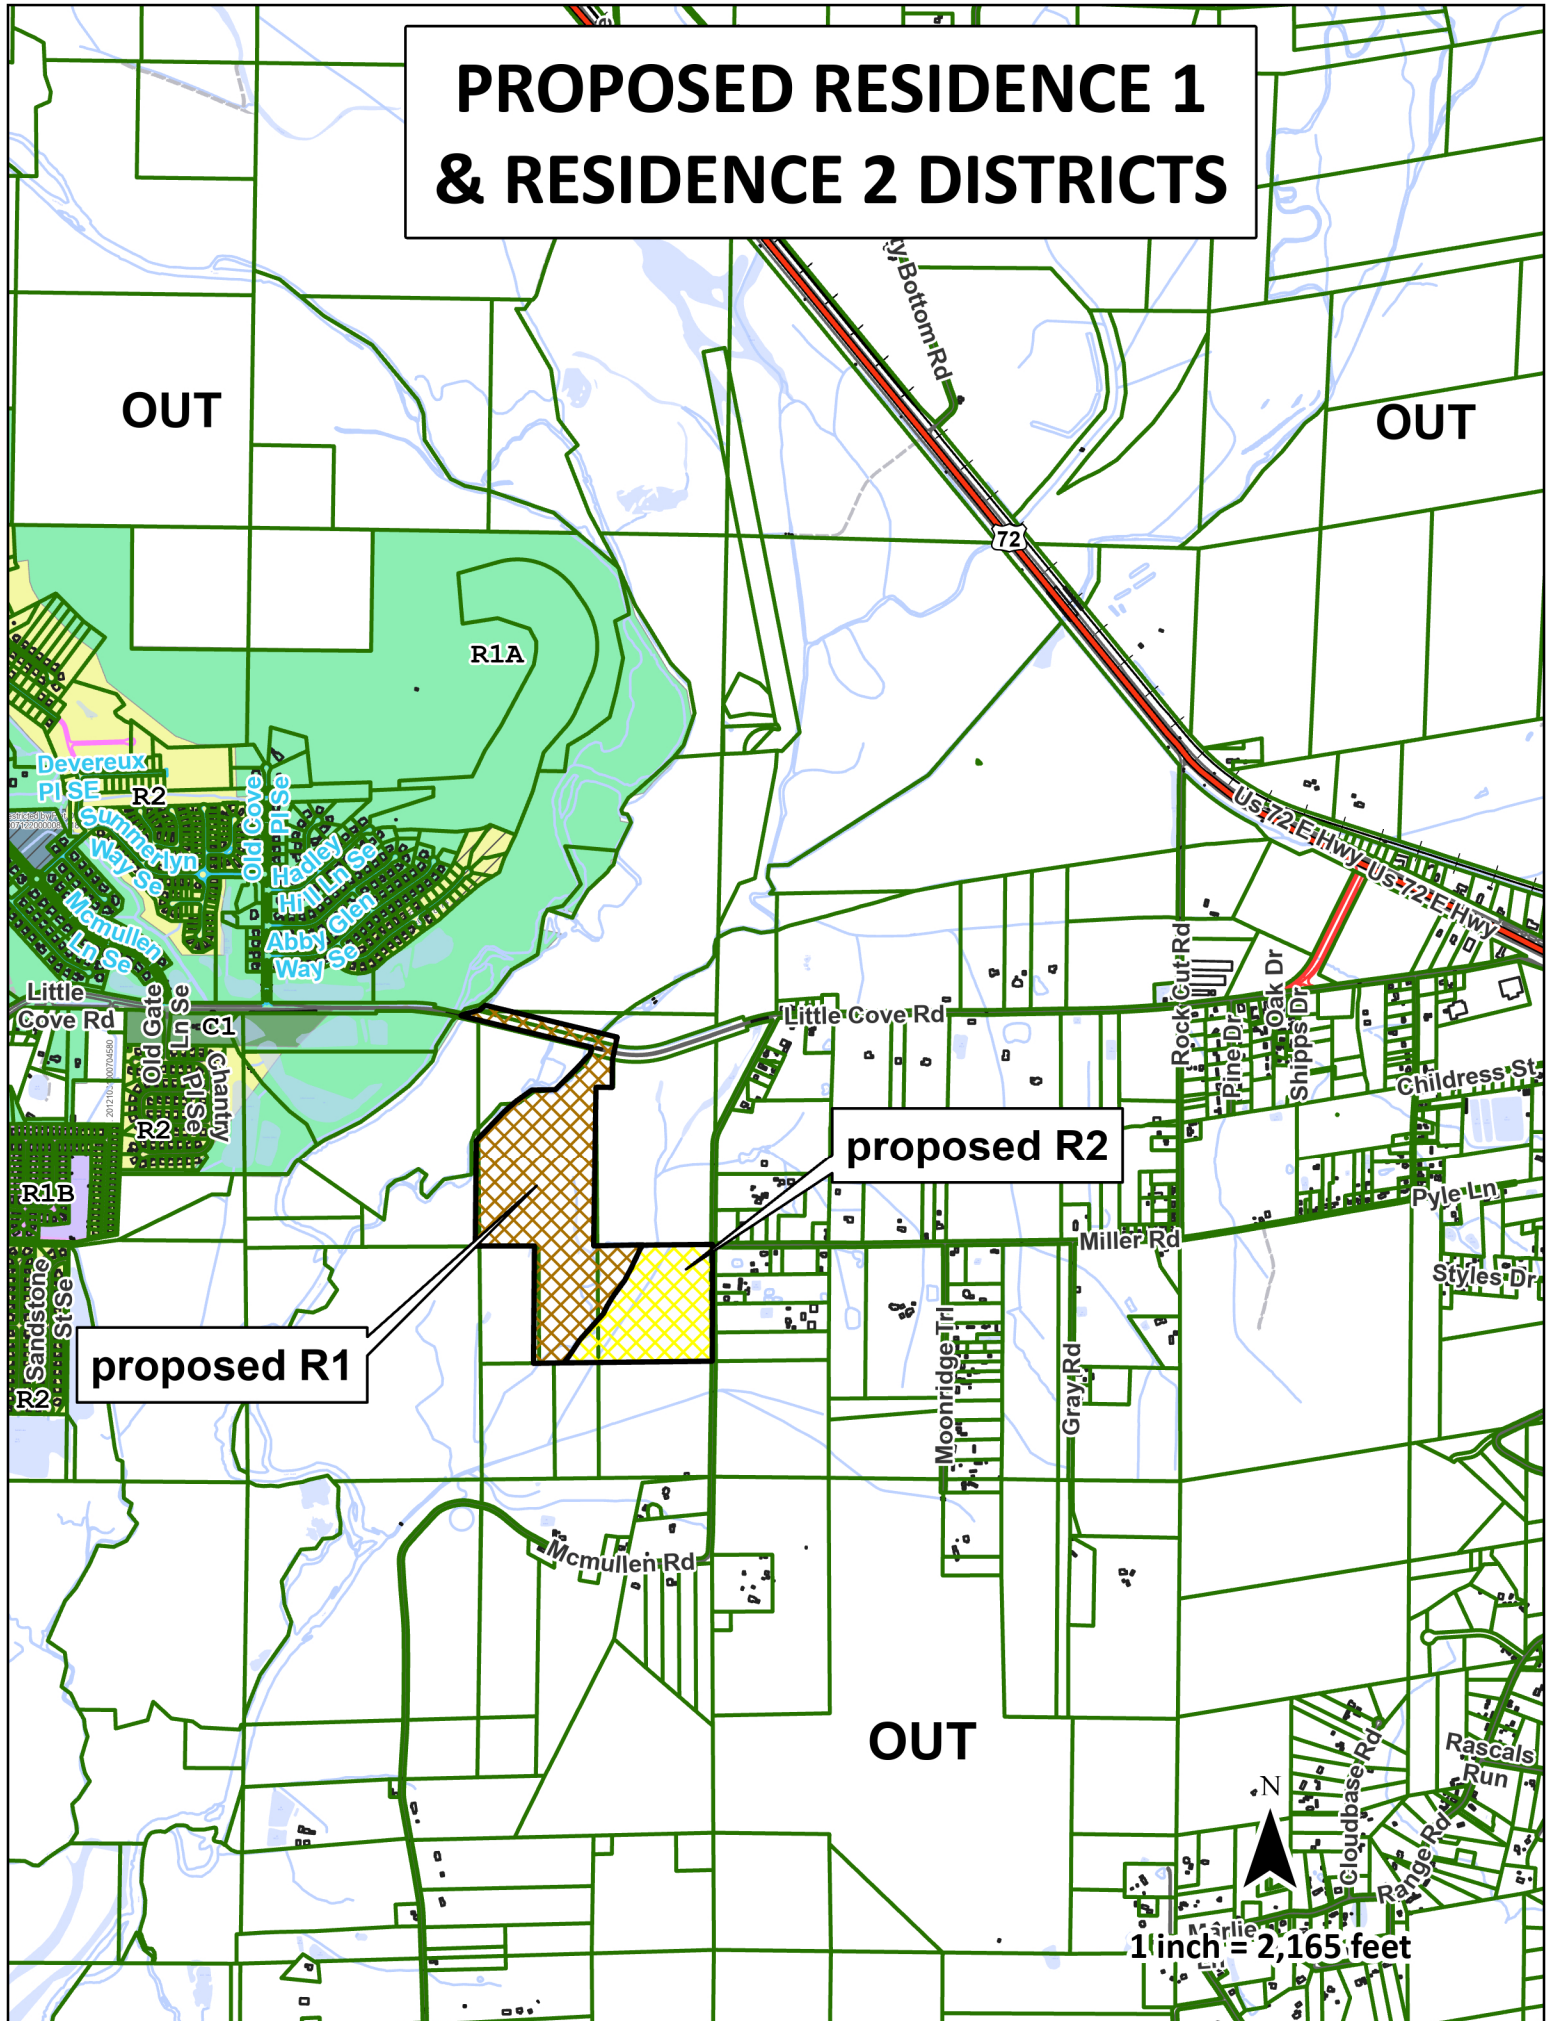 PROPOSED RESIDENCE 1
& RESIDENCE 2 DISTRICTS
Bottom Rd
OUT
OUT
72
R1A
Devereux
Pl SE
R2
Old Cove
Pl Se
Summerlyn
Way Se
Hadley
Hill Ln Se
Us 72 E Hwy
Us 72 E Hwy
Mcmullen
Ln Se
Abby Glen
Way Se
Little
Cove Rd
Old Gate
Ln Se
C1
Little Cove Rd
Rock Cut Rd
Pine Dr
Oak Dr
Shipps Dr
Childress St
Chantry
Pl Se
R2
proposed R2
R1B
Pyle Ln
Miller Rd
Styles Dr
Sandstone
St Se
proposed R1
R2
Moonridge Trl
Gray Rd
Mcmullen Rd
OUT
Rascals
Run
Cloudbase Rd
Range Rd
N
Marlie
Ln
1 inch = 2,165 feet